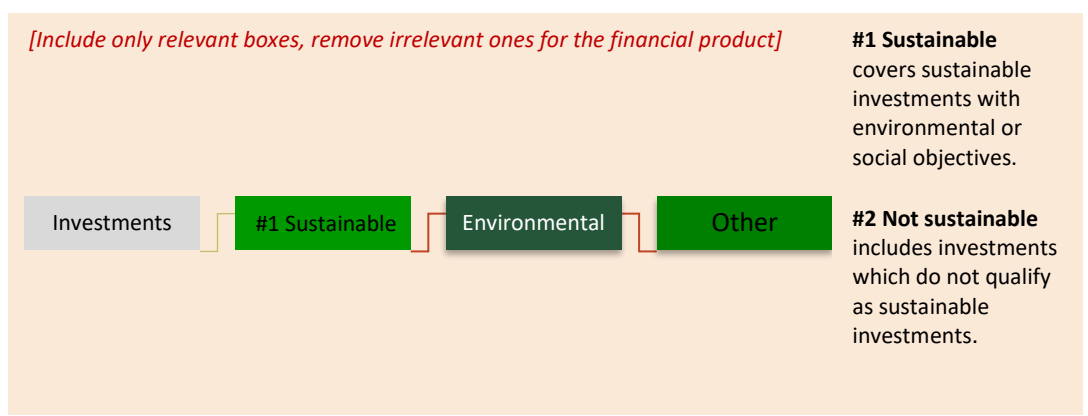 [Include only relevant boxes, remove irrelevant ones for the financial product]
Investments
#1 Sustainable
Environmental
Other
#1 Sustainable
covers sustainable
investments with
environmental or
social objectives.
#2 Not sustainable
includes investments
which do not qualify
as sustainable
investments.